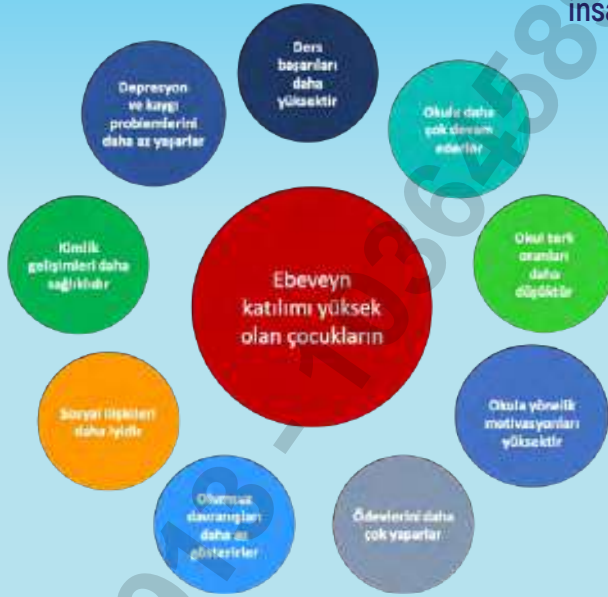 insa
Ders
başarıları
daha
yüksektir
Okula daha
çok devam
ederler
Okul terk
oranları
daha
düşüktür
Okula yönelik
motivasyonları
yüksektir
Ödevlerini daha
çok yaparlar
Olumsuz
davranışları
daha az
gösterirler
Sosyal ilişkileri
daha iyidir
Kimlik
gelişimleri daha
sağlıklıdır
Depresyon
ve kaygı
problemlerini
daha az yaşarlar
Ebeveyn
katılımı yüksek
olan çocukların